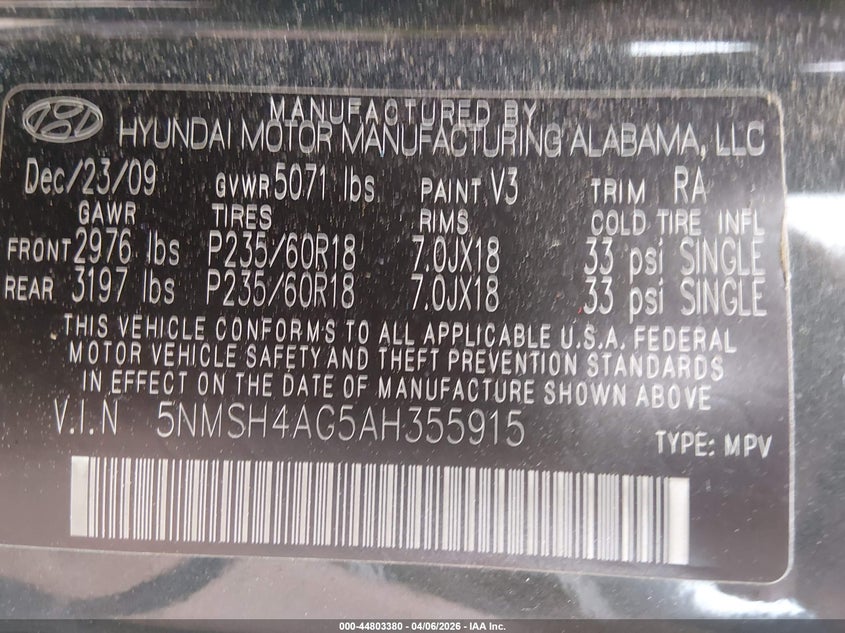 MANUFACTURED BY
HYUNDAI MOTOR MANUFACTURING ALABAMA, LLC
Dec/23/09 GVWR 5071 lbs PAINT V3 TRIM RA
GAWR TIRES RIMS COLD TIRE INFL
FRONT 2976 lbs P235/60R18 7.0JX18 33 psi SINGLE
REAR 3197 lbs P235/60R18 7.0JX18 33 psi SINGLE
THIS VEHICLE CONFORMS TO ALL APPLICABLE U.S.A. FEDERAL
MOTOR VEHICLE SAFETY AND THEFT PREVENTION STANDARDS
IN EFFECT ON THE DATE OF MANUFACTURE SHOWN ABOVE
V.I.N 5NMSH4AG5AH355915
TYPE: MPV
000-44803380 - 04/06/2026 - IAA Inc.